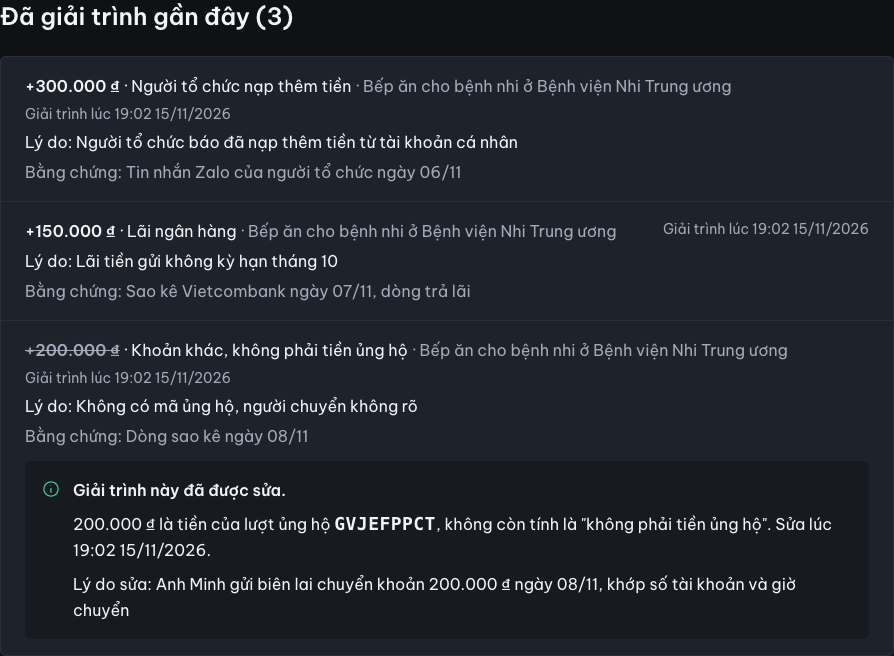 Đã giải trình gần đây (3)
+300.000 ₫ · Người tổ chức nạp thêm tiền · Bếp ăn cho bệnh nhi ở Bệnh viện Nhi Trung ương
Giải trình lúc 19:02 15/11/2026
Lý do: Người tổ chức báo đã nạp thêm tiền từ tài khoản cá nhân
Bằng chứng: Tin nhắn Zalo của người tổ chức ngày 06/11
+150.000 ₫ · Lãi ngân hàng · Bếp ăn cho bệnh nhi ở Bệnh viện Nhi Trung ương
Giải trình lúc 19:02 15/11/2026
Lý do: Lãi tiền gửi không kỳ hạn tháng 10
Bằng chứng: Sao kê Vietcombank ngày 07/11, dòng trả lãi
+200.000 ₫ · Khoản khác, không phải tiền ủng hộ · Bếp ăn cho bệnh nhi ở Bệnh viện Nhi Trung ương
Giải trình lúc 19:02 15/11/2026
Lý do: Không có mã ủng hộ, người chuyển không rõ
Bằng chứng: Dòng sao kê ngày 08/11
Giải trình này đã được sửa.
200.000 ₫ là tiền của lượt ủng hộ GVJEFPPCT, không còn tính là "không phải tiền ủng hộ". Sửa lúc
19:02 15/11/2026.
Lý do sửa: Anh Minh gửi biên lai chuyển khoản 200.000 ₫ ngày 08/11, khớp số tài khoản và giờ
chuyển